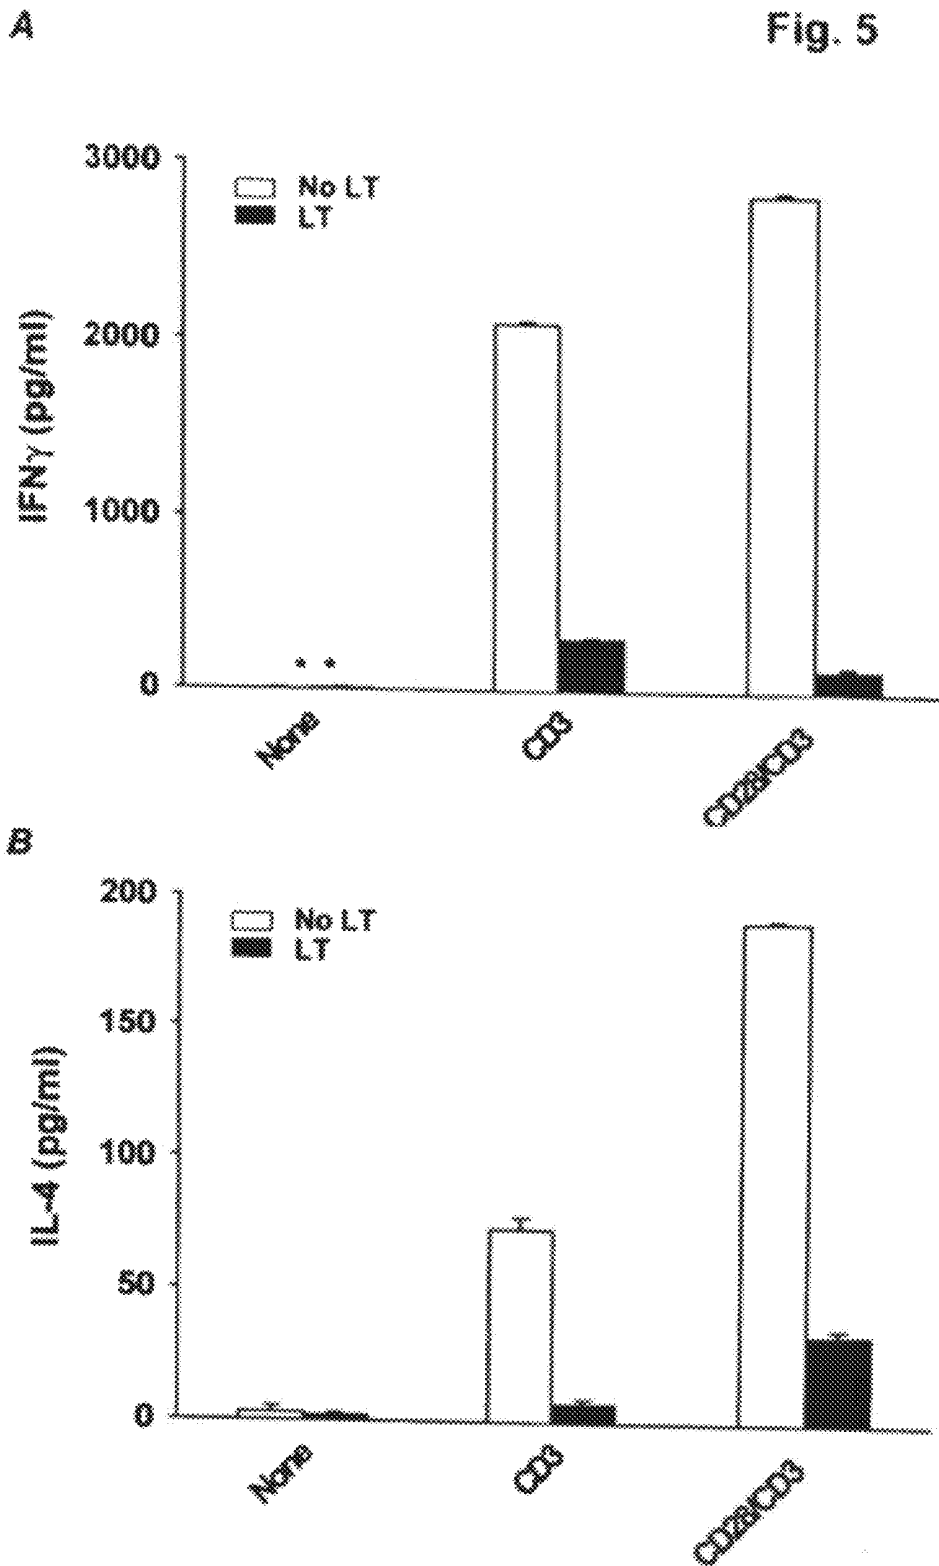 A
Fig. 5
3000
No LT
LT
2000
IFNγ (pg/ml)
1000
* *
0
None
CD3
CD28/CD3
B
200
No LT
LT
150
IL-4 (pg/ml)
100
50
0
None
CD3
CD28/CD3